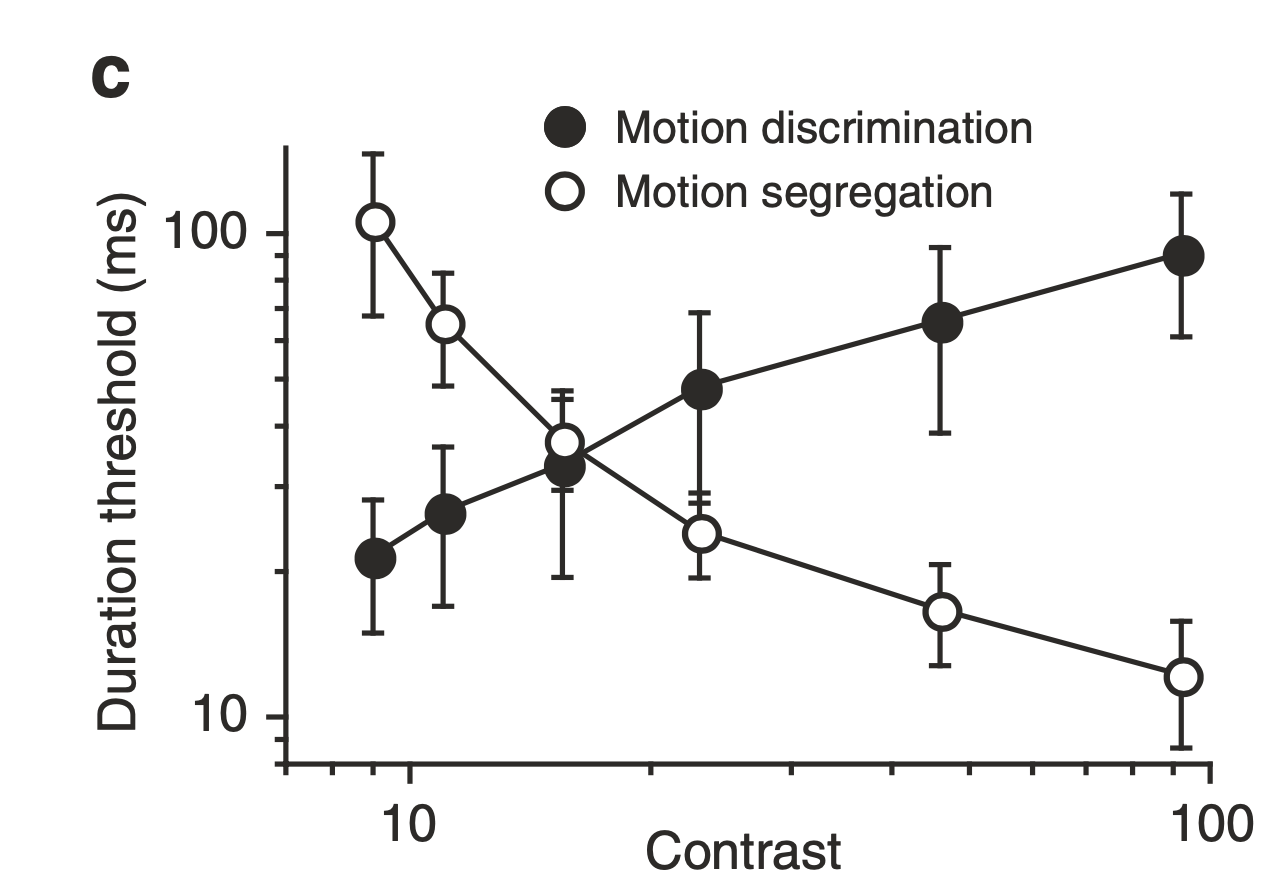 c
Motion discrimination
Motion segregation
Duration threshold (ms)
100
10
10
100
Contrast